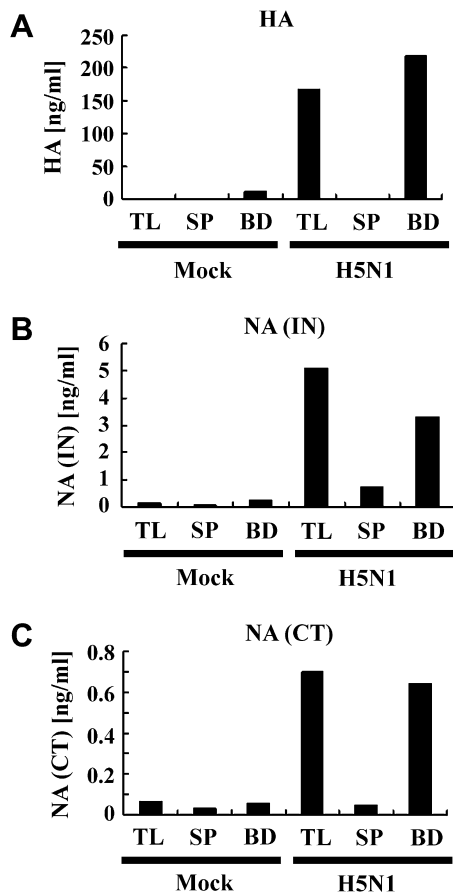 A
HA
HA [ng/ml]
250
200
150
100
50
0
TL SP BD TL SP BD
Mock H5N1
B
NA (IN)
NA (IN) [ng/ml]
6
5
4
3
2
1
0
TL SP BD TL SP BD
Mock H5N1
C
NA (CT)
NA (CT) [ng/ml]
0.8
0.6
0.4
0.2
0
TL SP BD TL SP BD
Mock H5N1